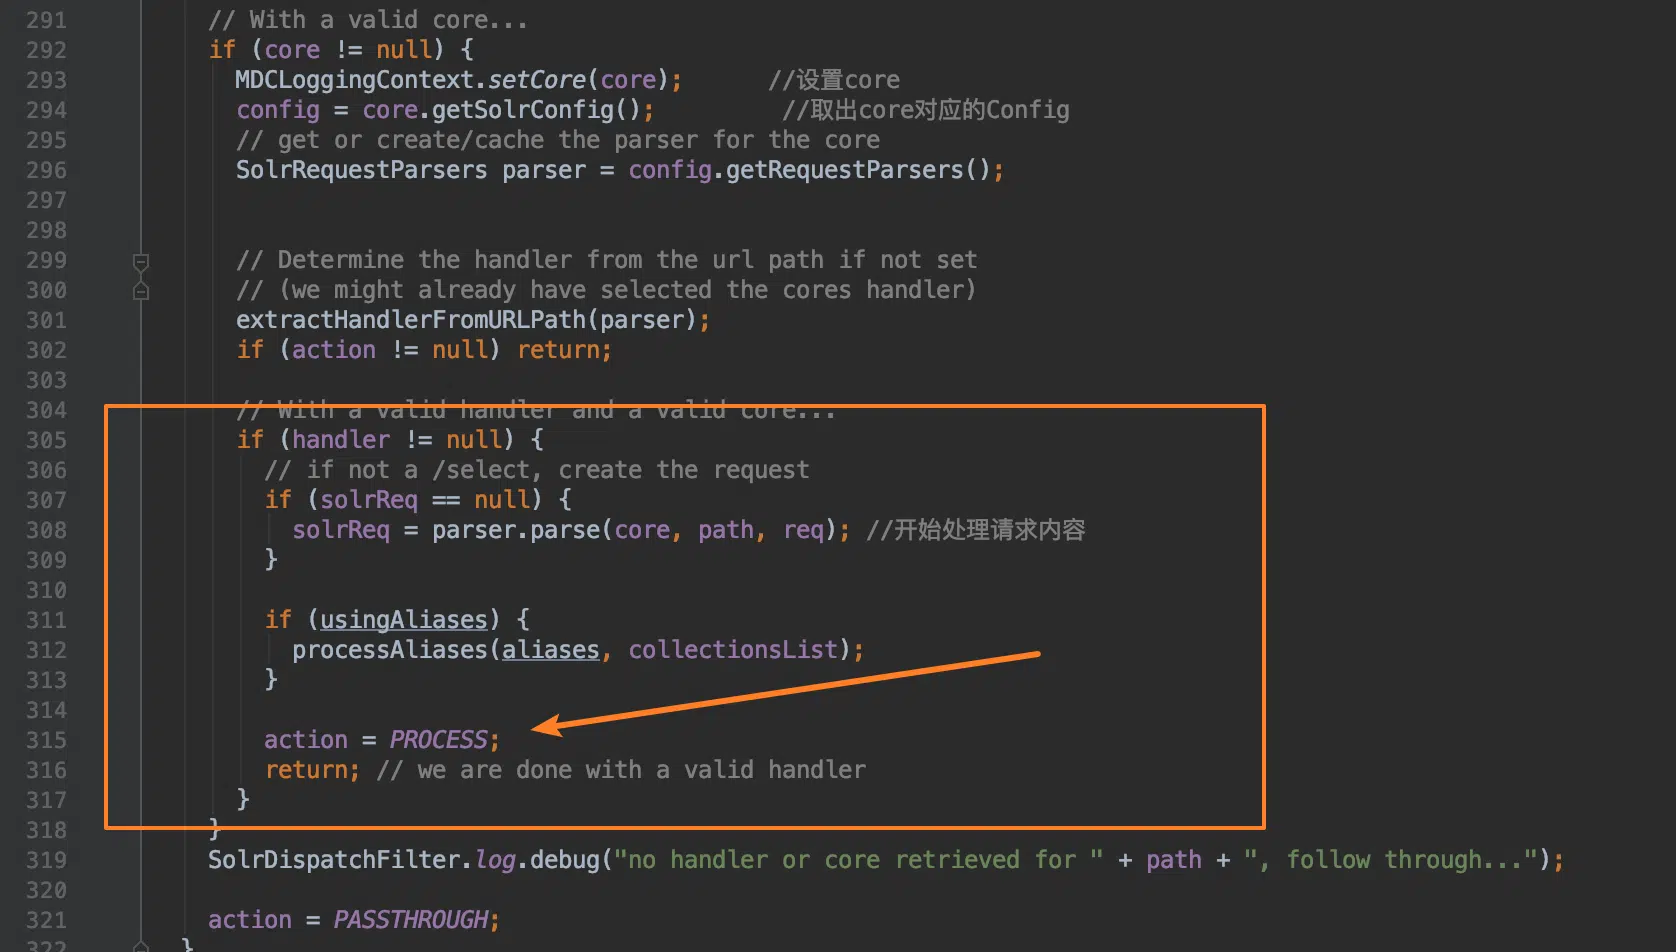 291 // With a valid core...
292 if (core != null) {
293 MDCLoggingContext.setCore(core); //设置core
294 config = core.getSolrConfig(); //取出core对应的Config
295 // get or create/cache the parser for the core
296 SolrRequestParsers parser = config.getRequestParsers();
297
298
299 // Determine the handler from the url path if not set
300 // (we might already have selected the cores handler)
301 extractHandlerFromURLPath(parser);
302 if (action != null) return;
303
304 // With a valid handler and a valid core...
305 if (handler != null) {
306 // if not a /select, create the request
307 if (solrReq == null) {
308 solrReq = parser.parse(core, path, req); //开始处理请求内容
309 }
310
311 if (usingAliases) {
312 processAliases(aliases, collectionsList);
313 }
314
315 action = PROCESS;
316 return; // we are done with a valid handler
317 }
318 }
319 SolrDispatchFilter.log.debug("no handler or core retrieved for " + path + ", follow through...");
320
321 action = PASSTHROUGH;
322 }